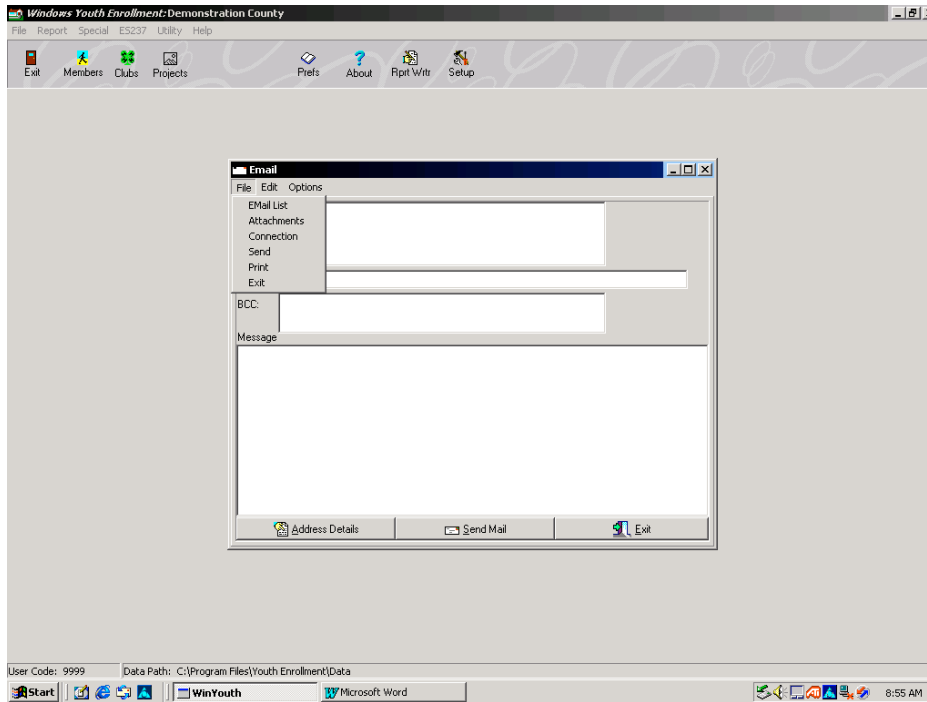 Windows Youth Enrollment: Demonstration County
File Report Special ES237 Utility Help
Exit Members Clubs Projects Prefs About Rprt Wrtr Setup
Email
File Edit Options
EMail List
Attachments
Connection
Send
Print
Exit
BCC:
Message
Address Details Send Mail Exit
User Code: 9999 Data Path: C:\Program Files\Youth Enrollment\Data
Start WinYouth Microsoft Word 8:55 AM